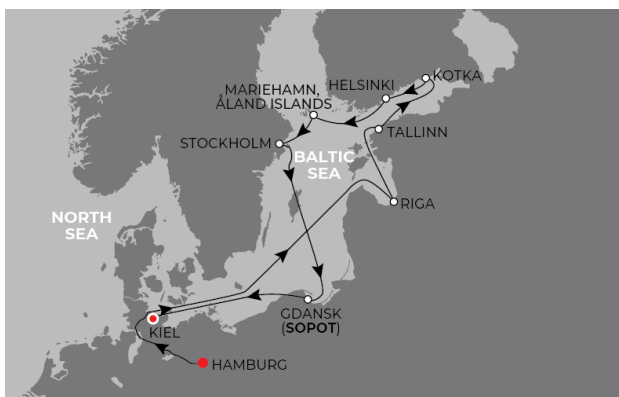 KOTKA
HELSINKI
MARIEHAMN,
ÅLAND ISLANDS
TALLINN
STOCKHOLM
BALTIC
SEA
RIGA
NORTH
SEA
GDANSK
(SOPOT)
KIEL
HAMBURG